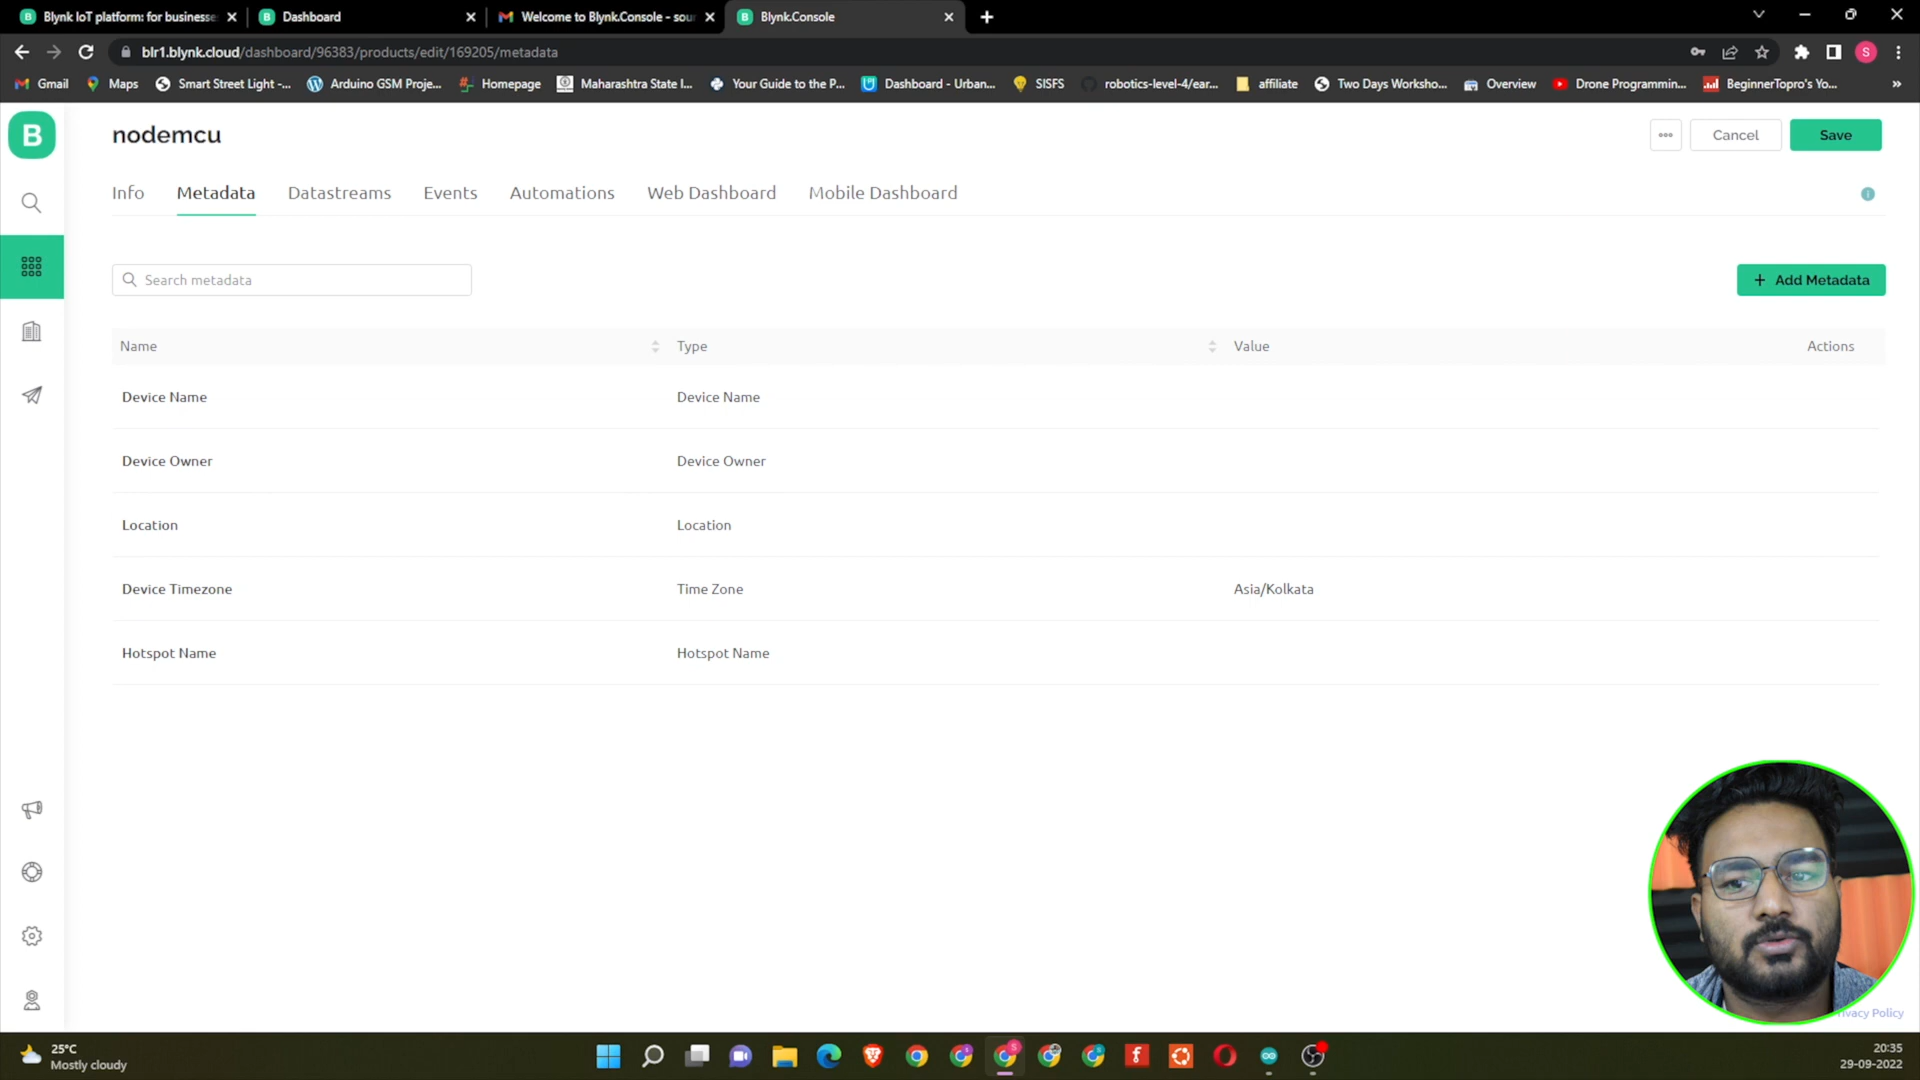 Blynk IoT platform: for businesse
Dashboard
Welcome to Blynk.Console - sour
Blynk.Console
blr1.blynk.cloud/dashboard/96383/products/edit/169205/metadata
Gmail
Maps
Smart Street Light -...
Arduino GSM Proje...
Homepage
Maharashtra State I...
Your Guide to the P...
Dashboard - Urban...
SISFS
robotics-level-4/ear...
affiliate
Two Days Worksho...
Overview
Drone Programmin...
BeginnerTopro's Yo...
B
nodemcu
Cancel
Save
Info
Metadata
Datastreams
Events
Automations
Web Dashboard
Mobile Dashboard
Search metadata
+ Add Metadata
Name
Type
Value
Actions
Device Name
Device Name
Device Owner
Device Owner
Location
Location
Device Timezone
Time Zone
Asia/Kolkata
Hotspot Name
Hotspot Name
rivacy Policy
25°C
Mostly cloudy
20:35
29-09-2022